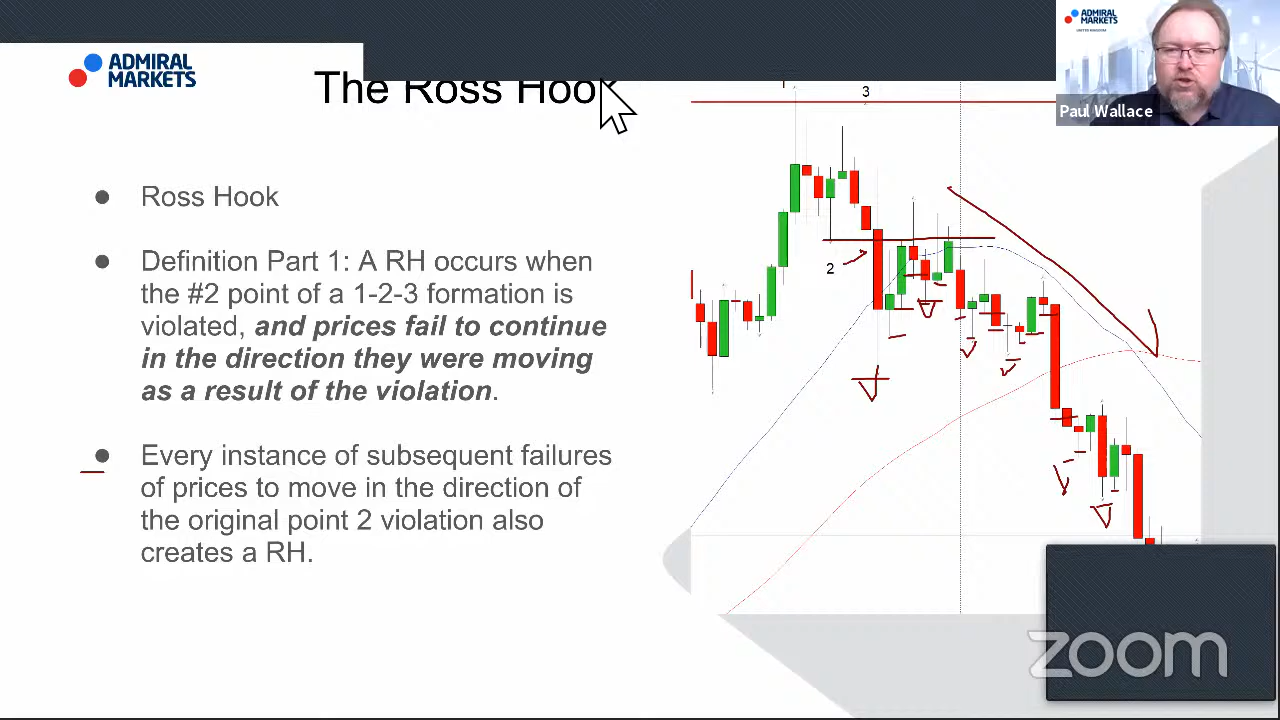 ADMIRAL
MARKETS
The Ross Hook
Ross Hook
Definition Part 1: A RH occurs when
the #2 point of a 1-2-3 formation is
violated, and prices fail to continue
in the direction they were moving
as a result of the violation.
Every instance of subsequent failures
of prices to move in the direction of
the original point 2 violation also
creates a RH.
3
2
ADMIRAL
MARKETS
UNITED KINGDOM
Paul Wallace
zoom